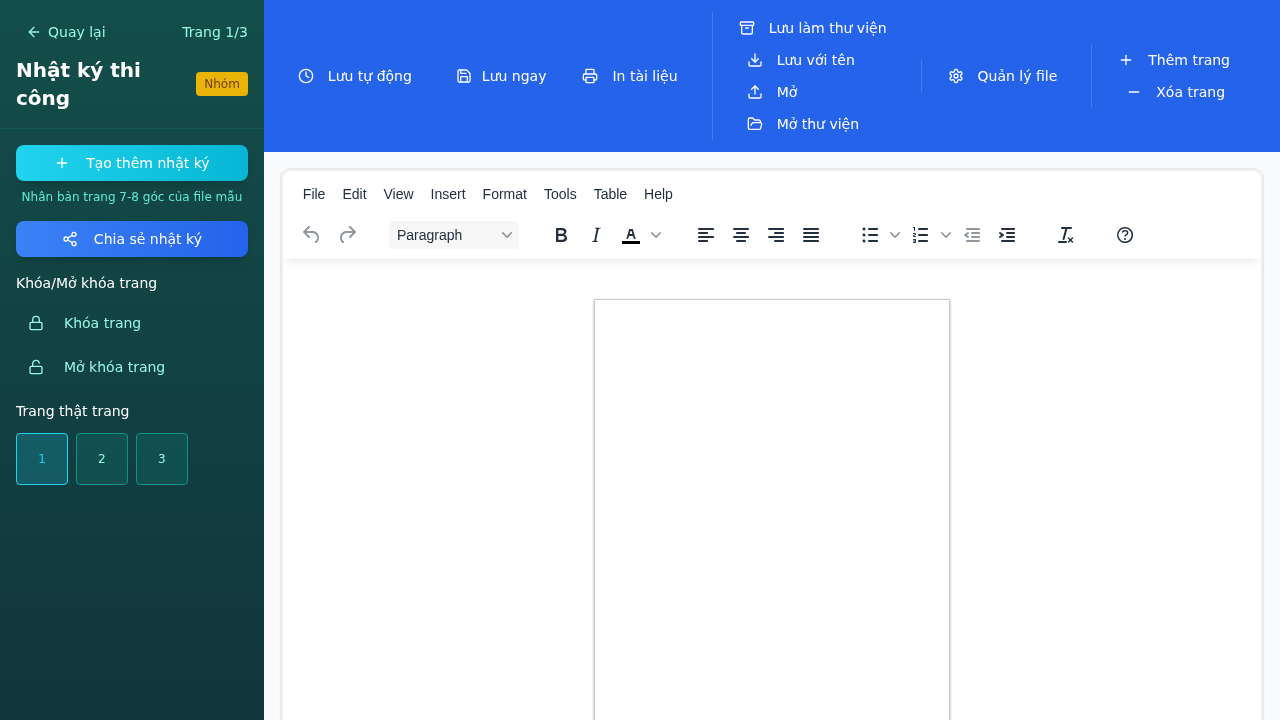 Quay lại
Trang 1/3
Nhật ký thi công
Nhóm
Tạo thêm nhật ký
Nhân bản trang 7-8 góc của file mẫu
Chia sẻ nhật ký
Khóa/Mở khóa trang
Khóa trang
Mở khóa trang
Trang thật trang
1
2
3
Lưu tự động
Lưu ngay
In tài liệu
Lưu làm thư viện
Lưu với tên
Mở
Mở thư viện
Quản lý file
Thêm trang
Xóa trang
File Edit View Insert Format Tools Table Help
Paragraph